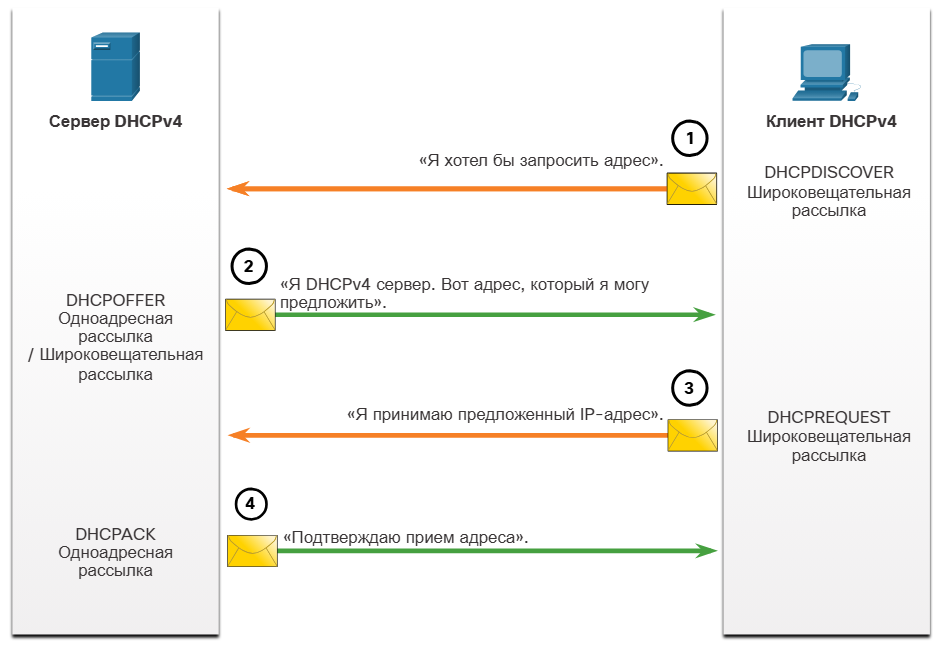 Сервер DHCPv4
Клиент DHCPv4
1
«Я хотел бы запросить адрес».
DHCPDISCOVER
Широковещательная
рассылка
2
«Я DHCPv4 сервер. Вот адрес, который я могу
предложить».
DHCPOFFER
Одноадресная
рассылка
/ Широковещательная
рассылка
3
«Я принимаю предложенный IP-адрес».
DHCPREQUEST
Широковещательная
рассылка
4
«Подтверждаю прием адреса».
DHCPACK
Одноадресная
рассылка